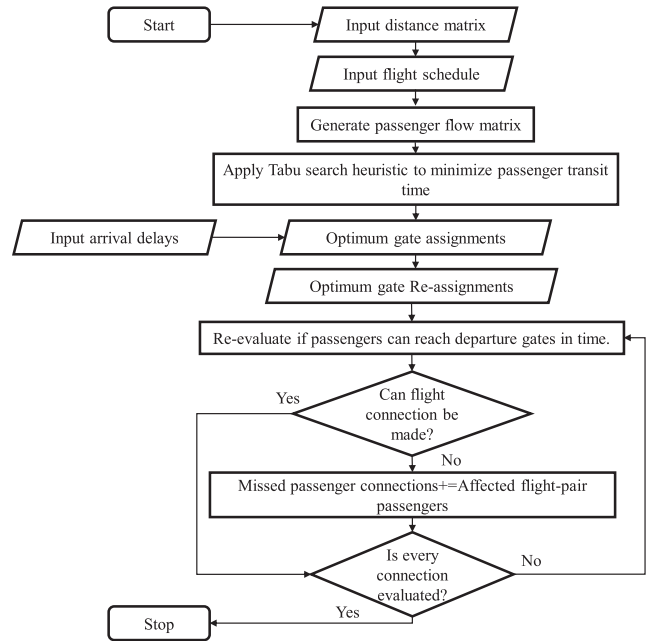 Start
Input distance matrix
Input flight schedule
Generate passenger flow matrix
Apply Tabu search heuristic to minimize passenger transit
time
Input arrival delays
Optimum gate assignments
Optimum gate Re-assignments
Re-evaluate if passengers can reach departure gates in time.
Yes
Can flight
connection be
made?
No
Missed passenger connections+=Affected flight-pair
passengers
Is every
connection
evaluated?
No
Yes
Stop